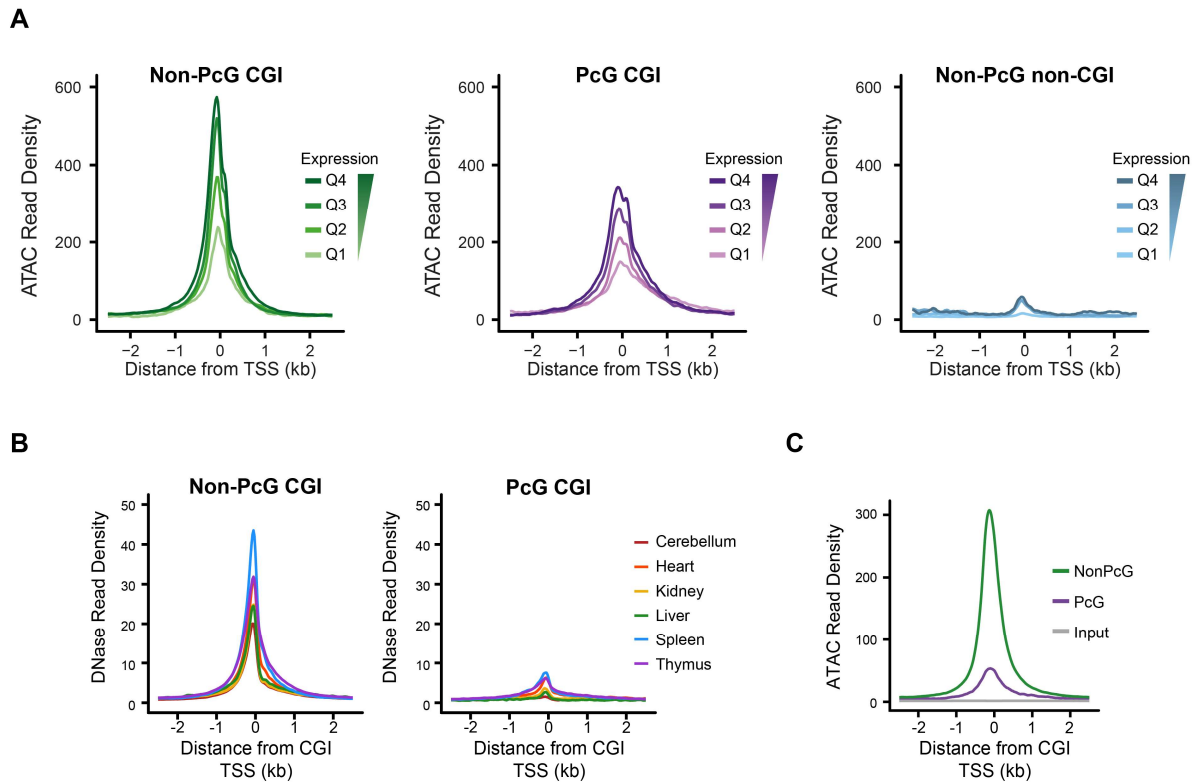 A
Non-PcG CGI
600
400
200
0
ATAC Read Density
Expression
Q4
Q3
Q2
Q1
−2 −1 0 1 2
Distance from TSS (kb)
PcG CGI
600
400
200
0
ATAC Read Density
Expression
Q4
Q3
Q2
Q1
−2 −1 0 1 2
Distance from TSS (kb)
Non-PcG non-CGI
600
400
200
0
ATAC Read Density
Expression
Q4
Q3
Q2
Q1
−2 −1 0 1 2
Distance from TSS (kb)
B
Non-PcG CGI
50
40
30
20
10
0
DNase Read Density
-2 -1 0 1 2
Distance from CGI
TSS (kb)
PcG CGI
50
40
30
20
10
0
DNase Read Density
-2 -1 0 1 2
Distance from CGI
TSS (kb)
Cerebellum
Heart
Kidney
Liver
Spleen
Thymus
C
300
200
100
0
ATAC Read Density
-2 -1 0 1 2
Distance from CGI
TSS (kb)
NonPcG
PcG
Input